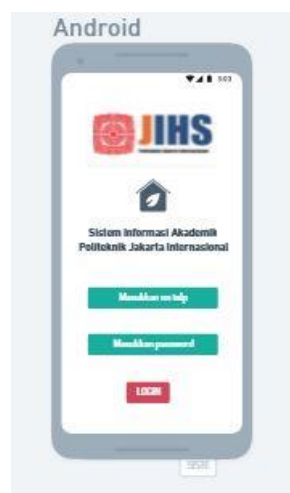 Android
JIHS
Sistem Informasi Akademik
Politeknik Jakarta Internasional
Masukkan no telp
Masukkan password
LOGIN